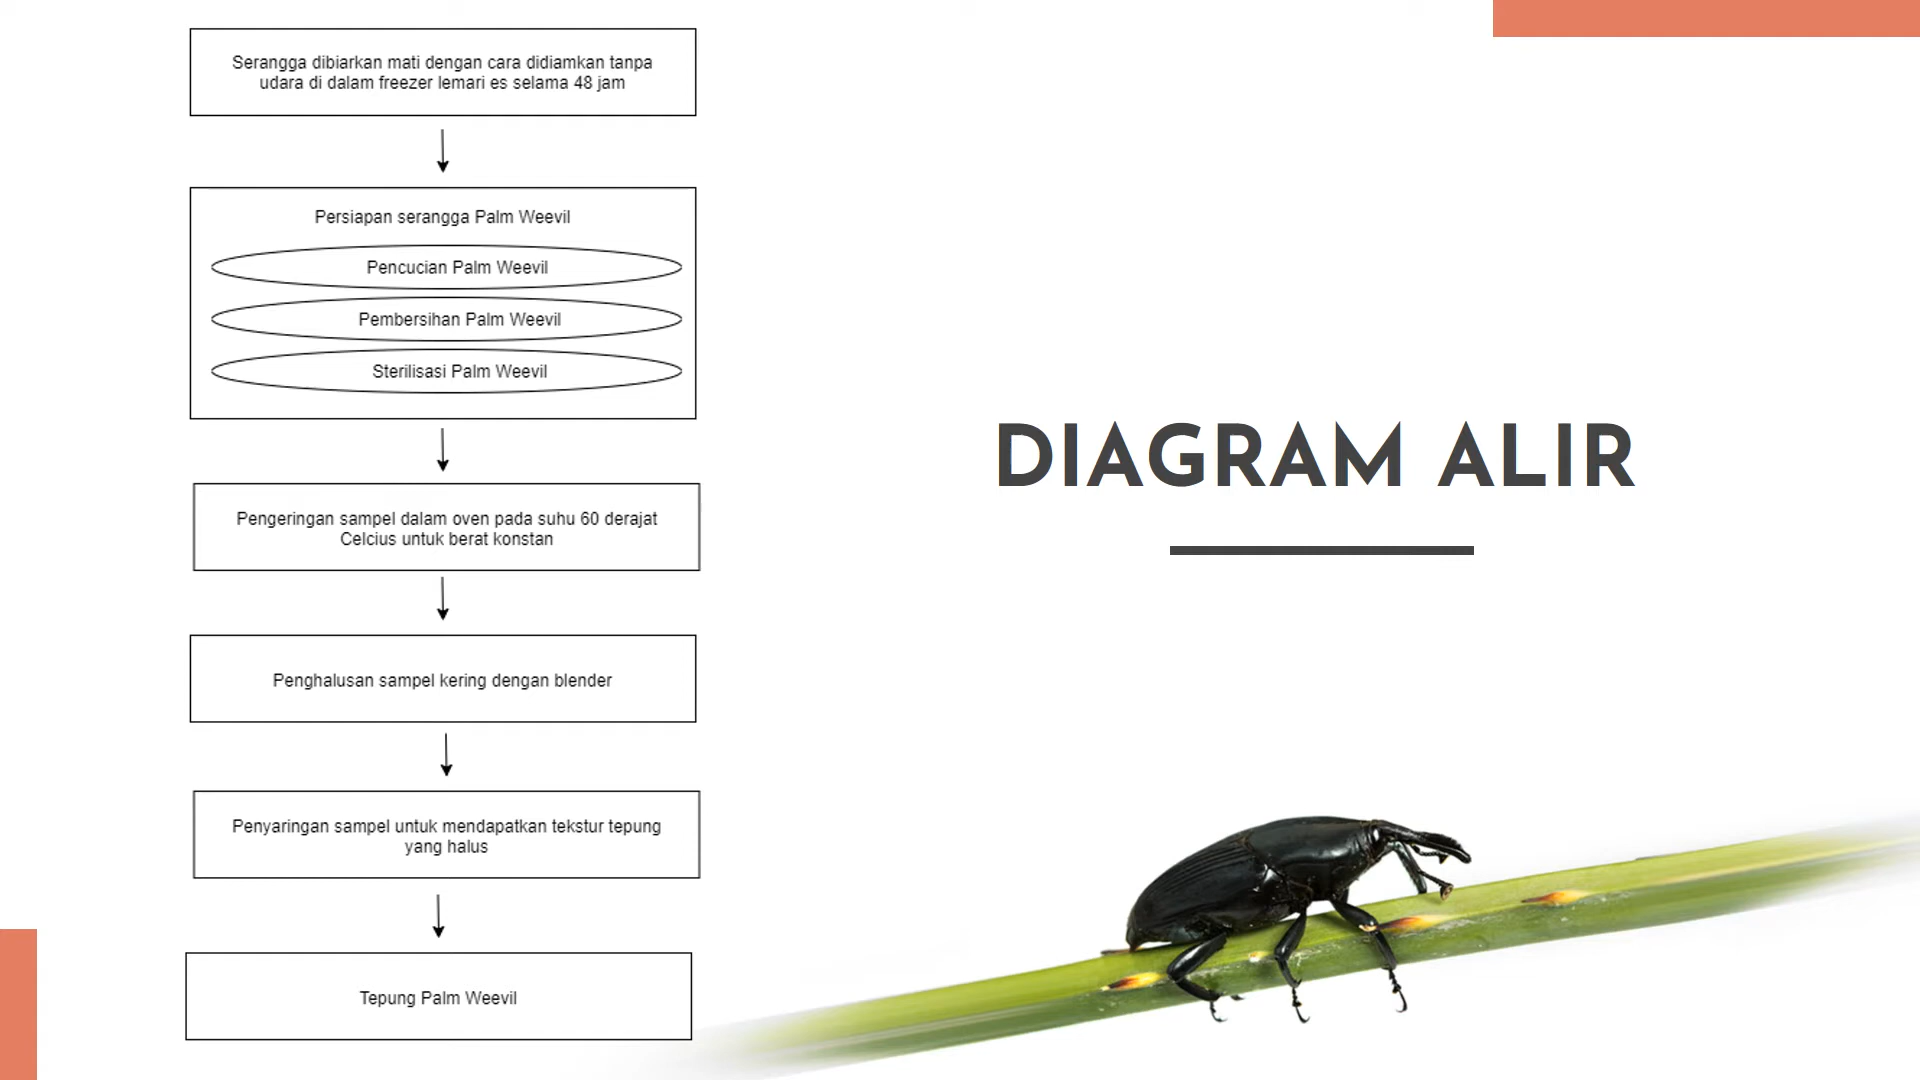 Serangga dibiarkan mati dengan cara didiamkan tanpa
udara di dalam freezer lemari es selama 48 jam
Persiapan serangga Palm Weevil
Pencucian Palm Weevil
Pembersihan Palm Weevil
Sterilisasi Palm Weevil
Pengeringan sampel dalam oven pada suhu 60 derajat
Celcius untuk berat konstan
Penghalusan sampel kering dengan blender
Penyaringan sampel untuk mendapatkan tekstur tepung
yang halus
Tepung Palm Weevil
DIAGRAM ALIR